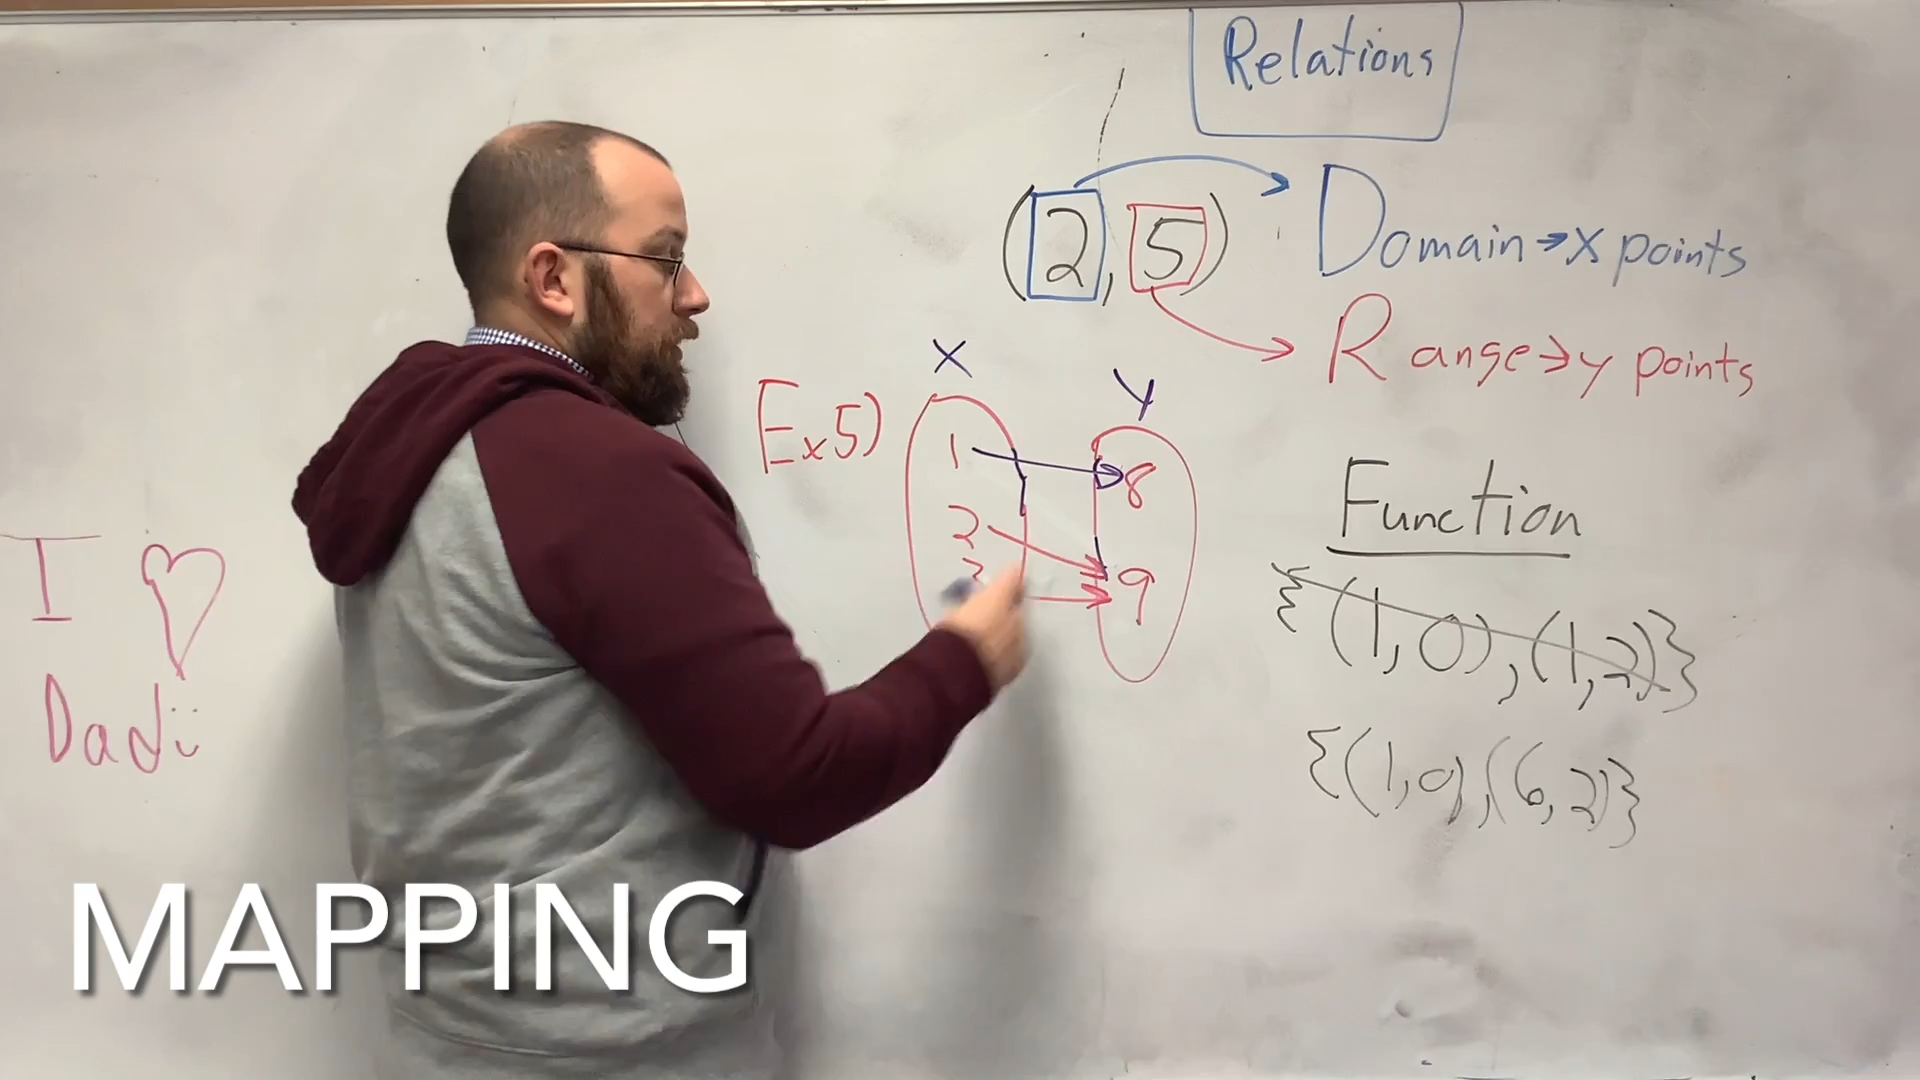 Relations
(2,5)
Domain→x points
Range→y points
Ex5)
X
Y
1
8
2
9
Function
{(1,0),(1,2)}
{(1,0),(6,2)}
I ♡
Dad
MAPPING